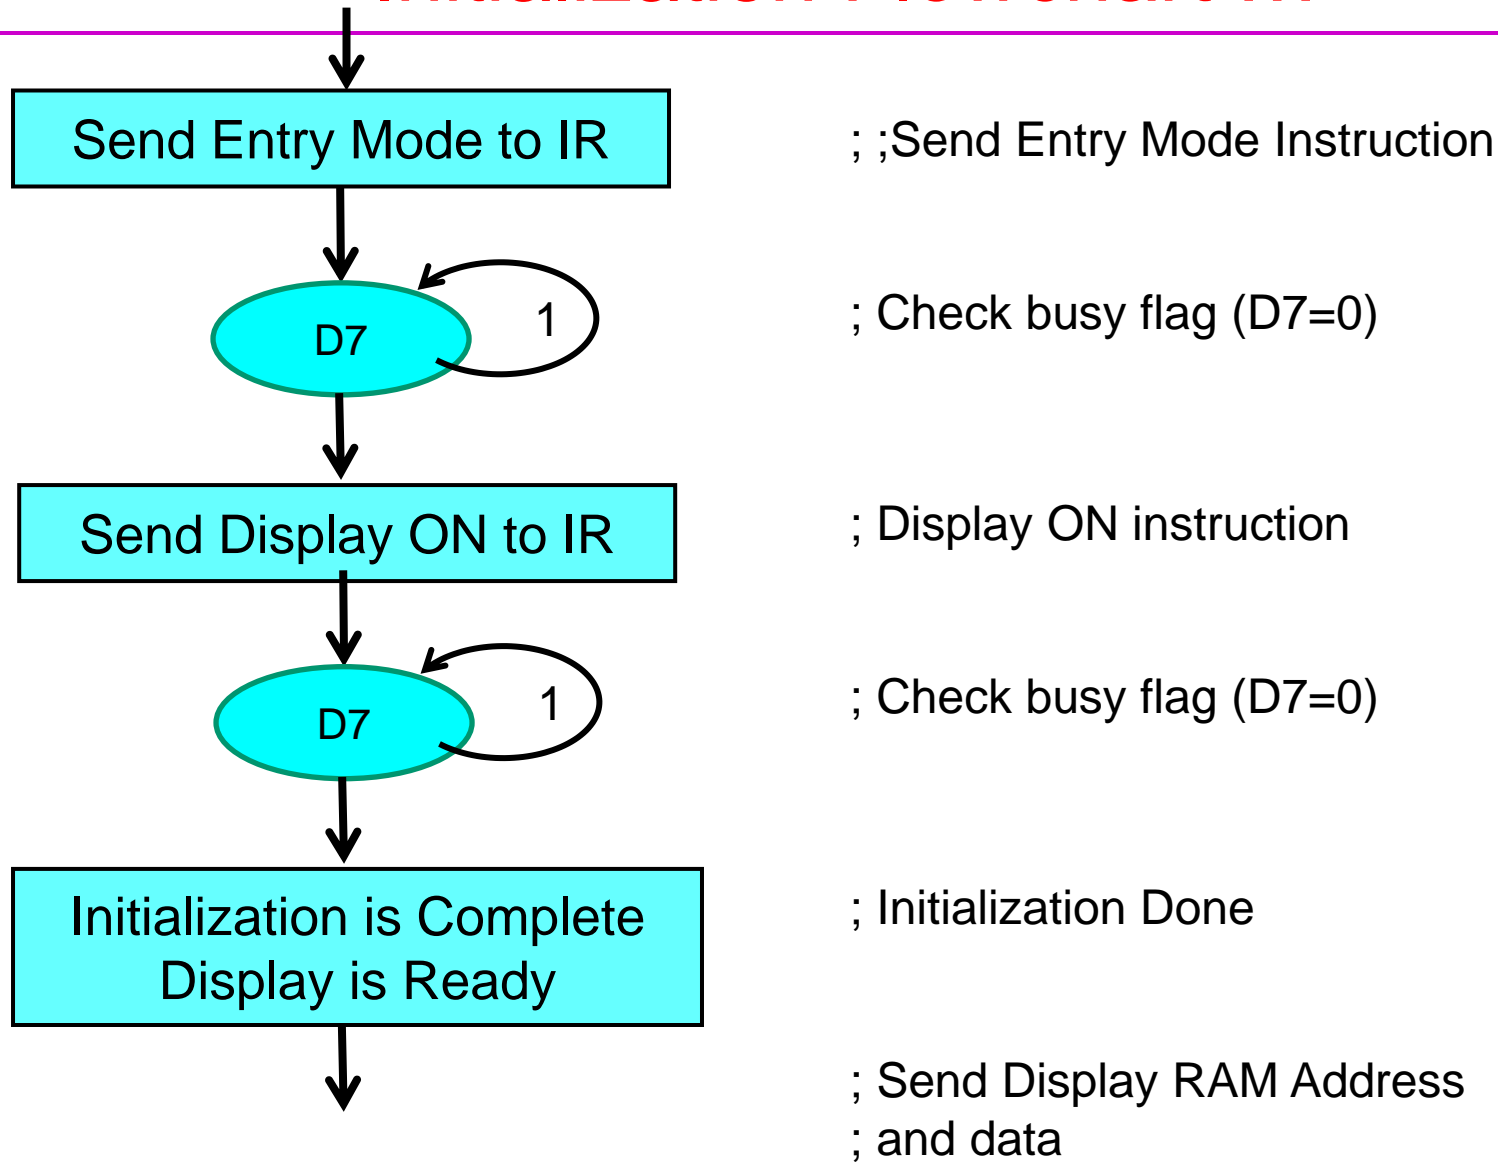 Initialization Flowchart
Send Entry Mode to IR
; ;Send Entry Mode Instruction
D7
1
; Check busy flag (D7=0)
Send Display ON to IR
; Display ON instruction
D7
1
; Check busy flag (D7=0)
Initialization is Complete
Display is Ready
; Initialization Done
; Send Display RAM Address
; and data